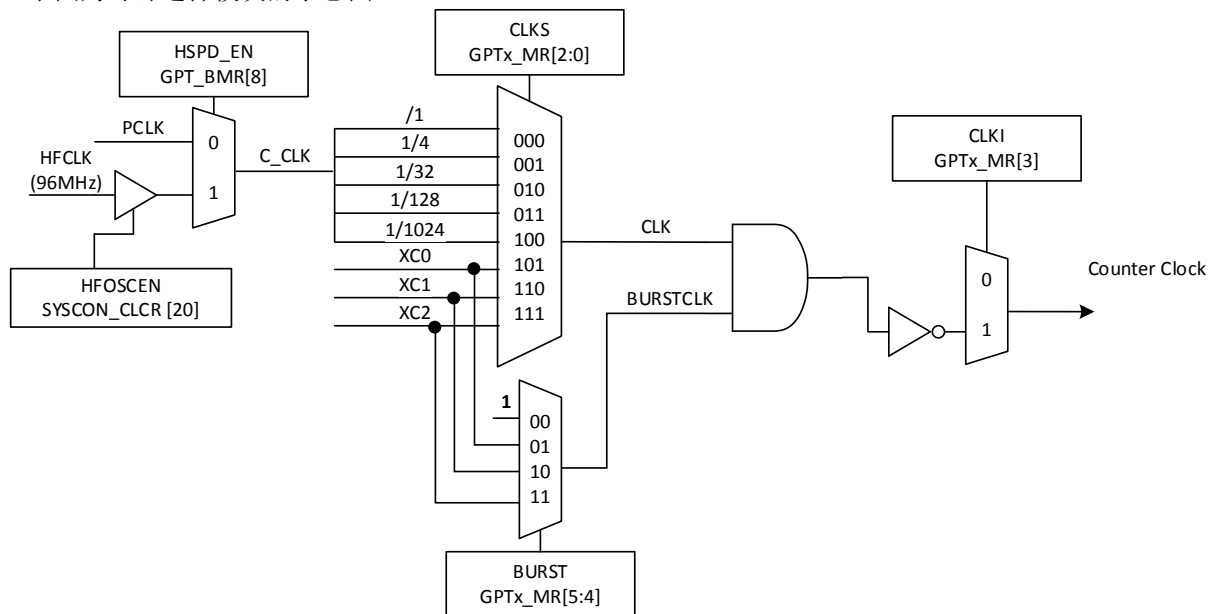 HSPD_EN
GPT_BMR[8]
PCLK
HFCLK
(96MHz)
0
1
C_CLK
HFOSCEN
SYSCON_CLCR [20]
CLKS
GPTx_MR[2:0]
/1
1/4
1/32
1/128
1/1024
XC0
XC1
XC2
000
001
010
011
100
101
110
111
CLK
BURSTCLK
1
00
01
10
11
BURST
GPTx_MR[5:4]
CLKI
GPTx_MR[3]
0
1
Counter Clock